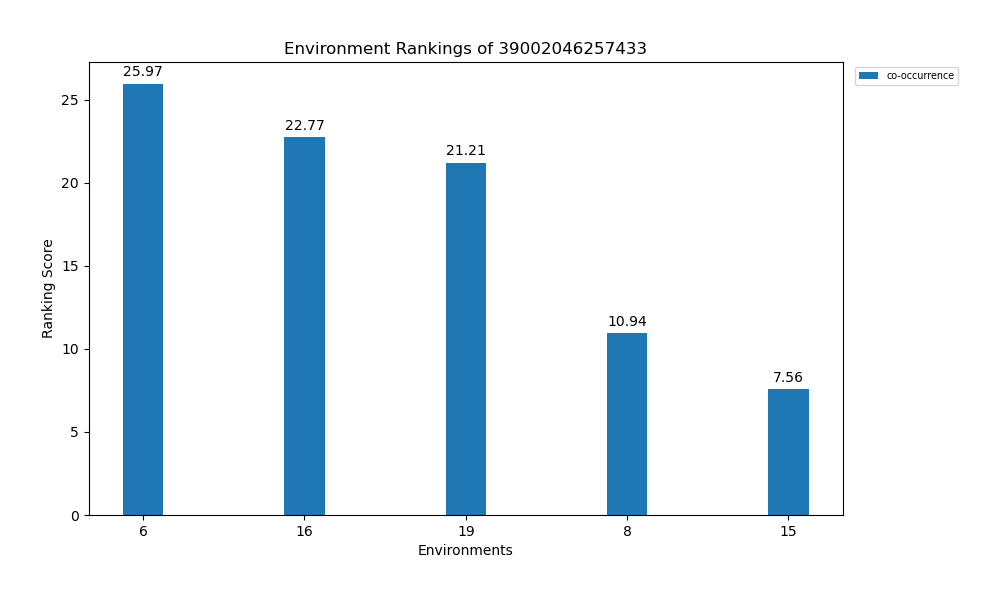 Environment Rankings of 39002046257433
co-occurrence
25.97
22.77
21.21
10.94
7.56
25
20
15
10
5
0
Ranking Score
6 16 19 8 15
Environments